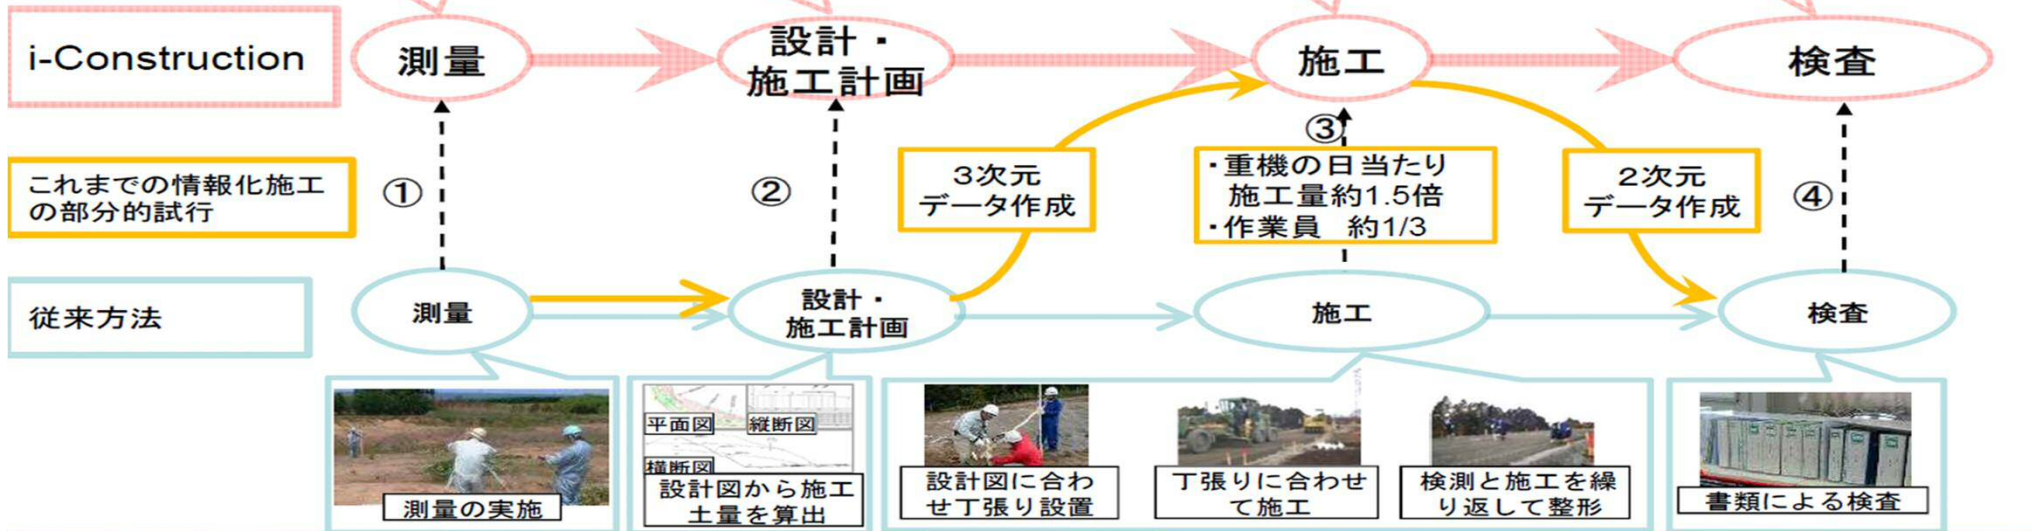 i-Construction
測量
設計・
施工計画
施工
検査
これまでの情報化施工
の部分的試行
①
②
3次元
データ作成
③
・重機の日当たり
施工量約1.5倍
・作業員 約1/3
2次元
データ作成
④
従来方法
測量
設計・
施工計画
施工
検査
測量の実施
平面図
縦断図
横断図
設計図から施工
土量を算出
設計図に合わ
せ丁張り設置
丁張りに合わせ
て施工
検測と施工を繰
り返して整形
書類による検査